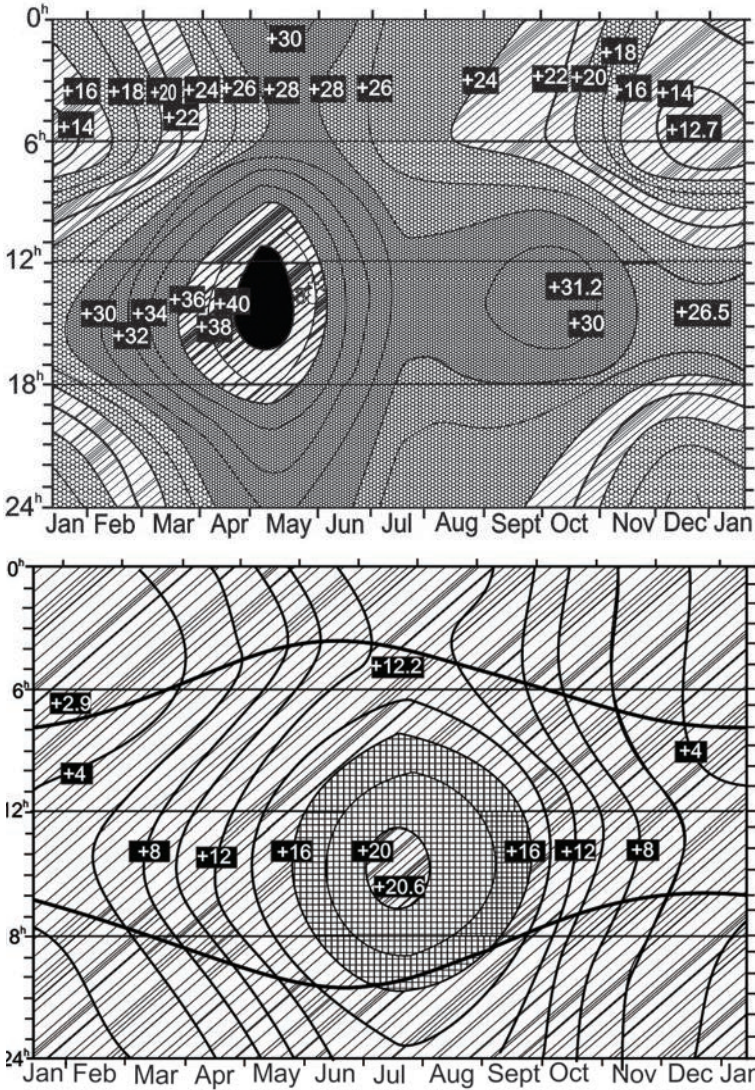 0h
+30
+18
+16 +18 +20 +24 +26 +28 +28 +26 +24 +22 +20 +16 +14
+22
+14 +12.7
6h
12h
+31.2
+36 +40
+30 +34 +30 +26.5
+32 +38
18h
24h
Jan Feb Mar Apr May Jun Jul Aug Sept Oct Nov Dec Jan
0h
+12.2
6h
+2.9
+4 +4
12h
+8 +12 +16 +20 +16 +12 +8
+20.6
8h
24h
Jan Feb Mar Apr May Jun Jul Aug Sept Oct Nov Dec Ja